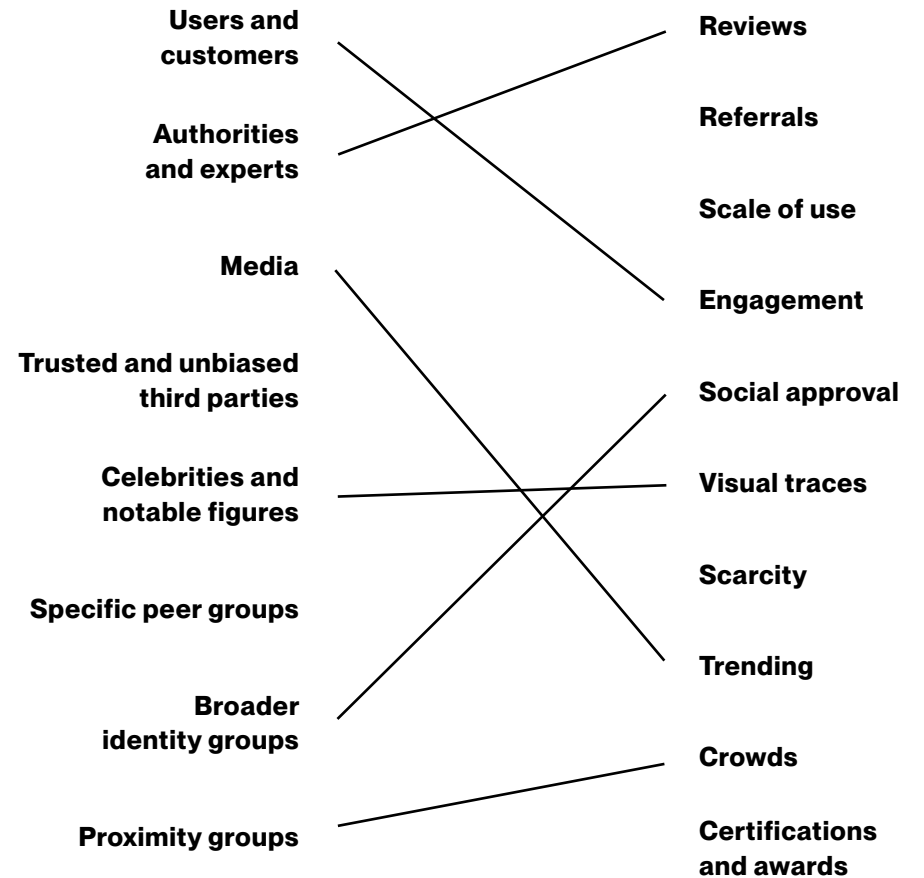 Users and
customers
Authorities
and experts
Media
Trusted and unbiased
third parties
Celebrities and
notable figures
Specific peer groups
Broader
identity groups
Proximity groups
Reviews
Referrals
Scale of use
Engagement
Social approval
Visual traces
Scarcity
Trending
Crowds
Certifications
and awards